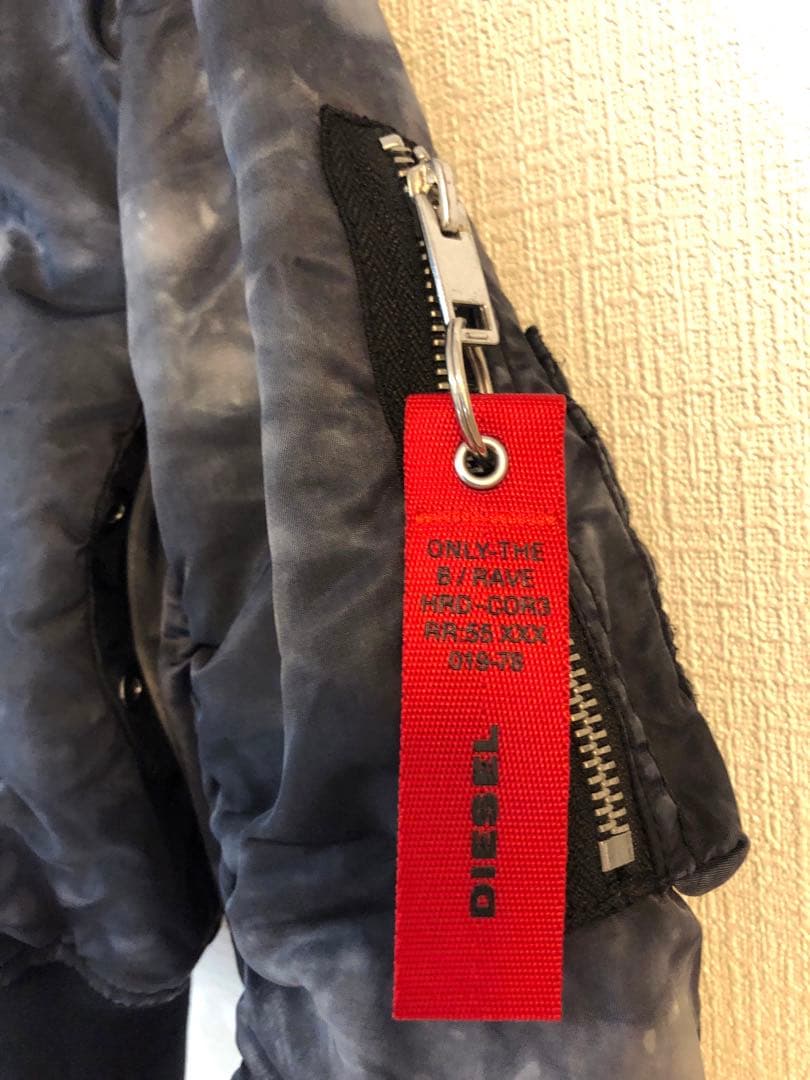 ONLY-THE
B/RAVE
HRD-COR3
RR:55 XXX
019-78
DIESEL